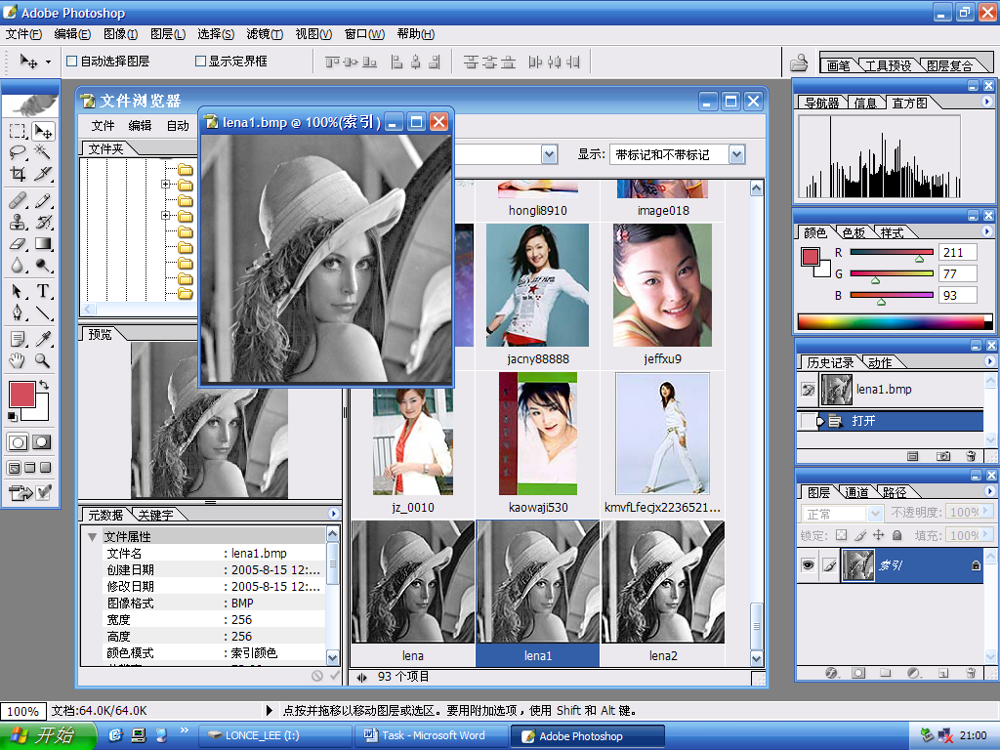 Adobe Photoshop
文件(F) 编辑(E) 图像(I) 图层(L) 选择(S) 滤镜(T) 视图(V) 窗口(W) 帮助(H)
自动选择图层 显示定界框
画笔 工具预设 图层复合
文件浏览器
文件 编辑 自动
lena1.bmp @ 100%(索引)
文件夹
显示: 带标记和不带标记
hongli8910 image018
jacny88888 jeffxu9
jz_0010 kaowaji530 kmvfLfecjx2236521...
lena lena1 lena2
93 个项目
预览
元数据 关键字
文件属性
文件名 : lena1.bmp
创建日期 : 2005-8-15 12:...
修改日期 : 2005-8-15 12:...
图像格式 : BMP
宽度 : 256
高度 : 256
颜色模式 : 索引颜色
导航器 信息 直方图
颜色 色板 样式
R 211
G 77
B 93
历史记录 动作
lena1.bmp
打开
图层 通道 路径
正常 不透明度: 100%
锁定: 填充: 100%
索引
100% 文档:64.0K/64.0K 点按并拖移以移动图层或选区。要用附加选项，使用 Shift 和 Alt 键。
开始 LONCE_LEE (I:) Task - Microsoft Word Adobe Photoshop 21:00